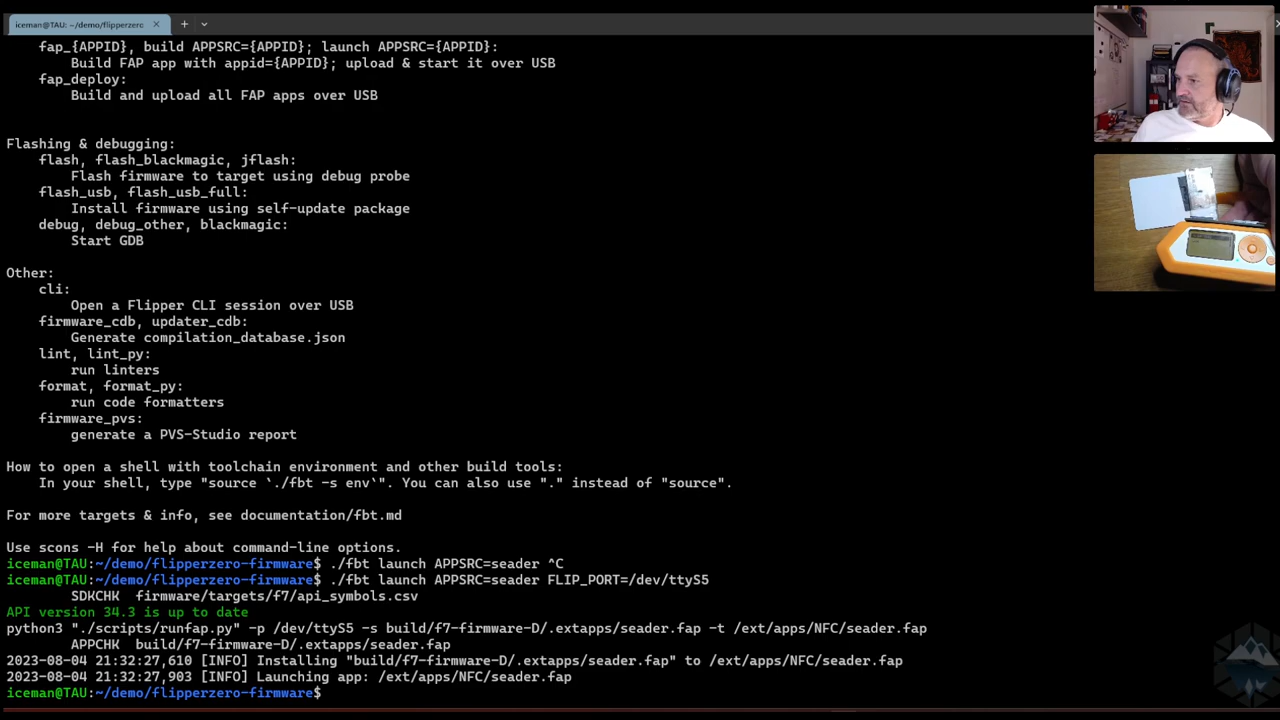 iceman@TAU: ~/demo/flipperzero
fap_{APPID}, build APPSRC={APPID}; launch APPSRC={APPID}:
Build FAP app with appid={APPID}; upload & start it over USB
fap_deploy:
Build and upload all FAP apps over USB
Flashing & debugging:
flash, flash_blackmagic, jflash:
Flash firmware to target using debug probe
flash_usb, flash_usb_full:
Install firmware using self-update package
debug, debug_other, blackmagic:
Start GDB
Other:
cli:
Open a Flipper CLI session over USB
firmware_cdb, updater_cdb:
Generate compilation_database.json
lint, lint_py:
run linters
format, format_py:
run code formatters
firmware_pvs:
generate a PVS-Studio report
How to open a shell with toolchain environment and other build tools:
In your shell, type "source `./fbt -s env`". You can also use "." instead of "source".
For more targets & info, see documentation/fbt.md
Use scons -H for help about command-line options.
iceman@TAU:~/demo/flipperzero-firmware$ ./fbt launch APPSRC=seader ^C
iceman@TAU:~/demo/flipperzero-firmware$ ./fbt launch APPSRC=seader FLIP_PORT=/dev/ttyS5
SDKCHK firmware/targets/f7/api_symbols.csv
API version 34.3 is up to date
python3 "./scripts/runfap.py" -p /dev/ttyS5 -s build/f7-firmware-D/.extapps/seader.fap -t /ext/apps/NFC/seader.fap
APPCHK build/f7-firmware-D/.extapps/seader.fap
2023-08-04 21:32:27,610 [INFO] Installing "build/f7-firmware-D/.extapps/seader.fap" to /ext/apps/NFC/seader.fap
2023-08-04 21:32:27,903 [INFO] Launching app: /ext/apps/NFC/seader.fap
iceman@TAU:~/demo/flipperzero-firmware$